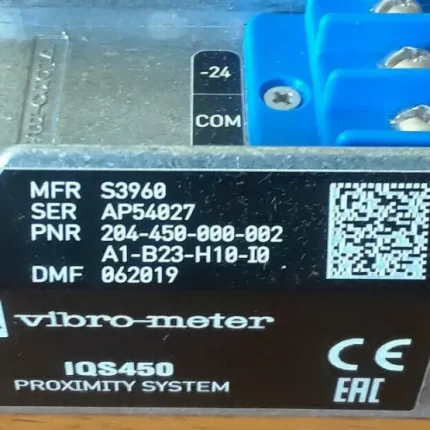 -24
COM
MFR S3960
SER AP54027
PNR 204-450-000-002
A1-B23-H10-I0
DMF 062019
vibro-meter
IQS450
PROXIMITY SYSTEM
CE
EAC